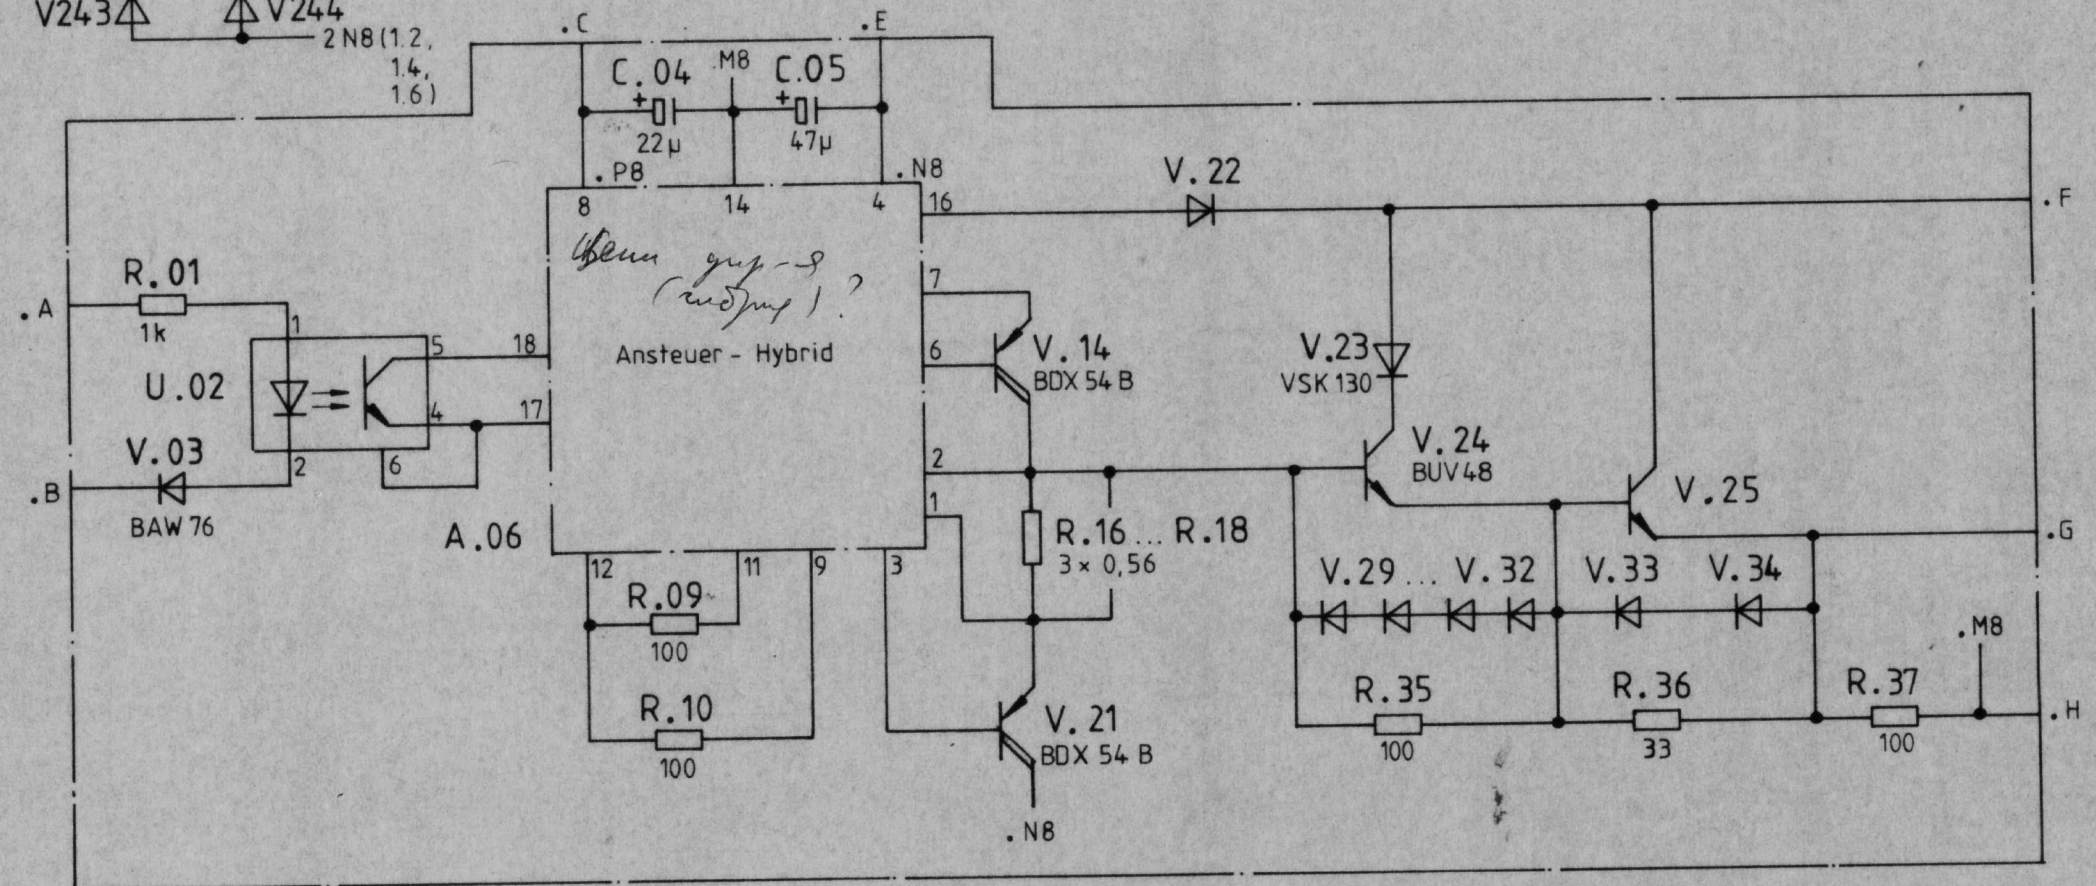 V243 V244
2 N8 (1.2,
1.4,
1.6)
.C
.E
C.04 .M8 C.05
+ +
22µ 47µ
.P8 .N8
8 14 4 16
V.22
.F
R.01
1k
.A
1
5
18
U.02
4
17
V.03
2
6
.B
BAW 76
A.06
Ansteuer - Hybrid
7
6
V.14
BDX 54 B
2
1
R.16 ... R.18
3 x 0,56
V.23
VSK 130
V.24
BUV 48
V.25
.G
12 11 9 3
R.09
100
R.10
100
V.21
BDX 54 B
.N8
V.29 ... V.32 V.33 V.34
.M8
R.35 R.36 R.37
.H
100 33 100